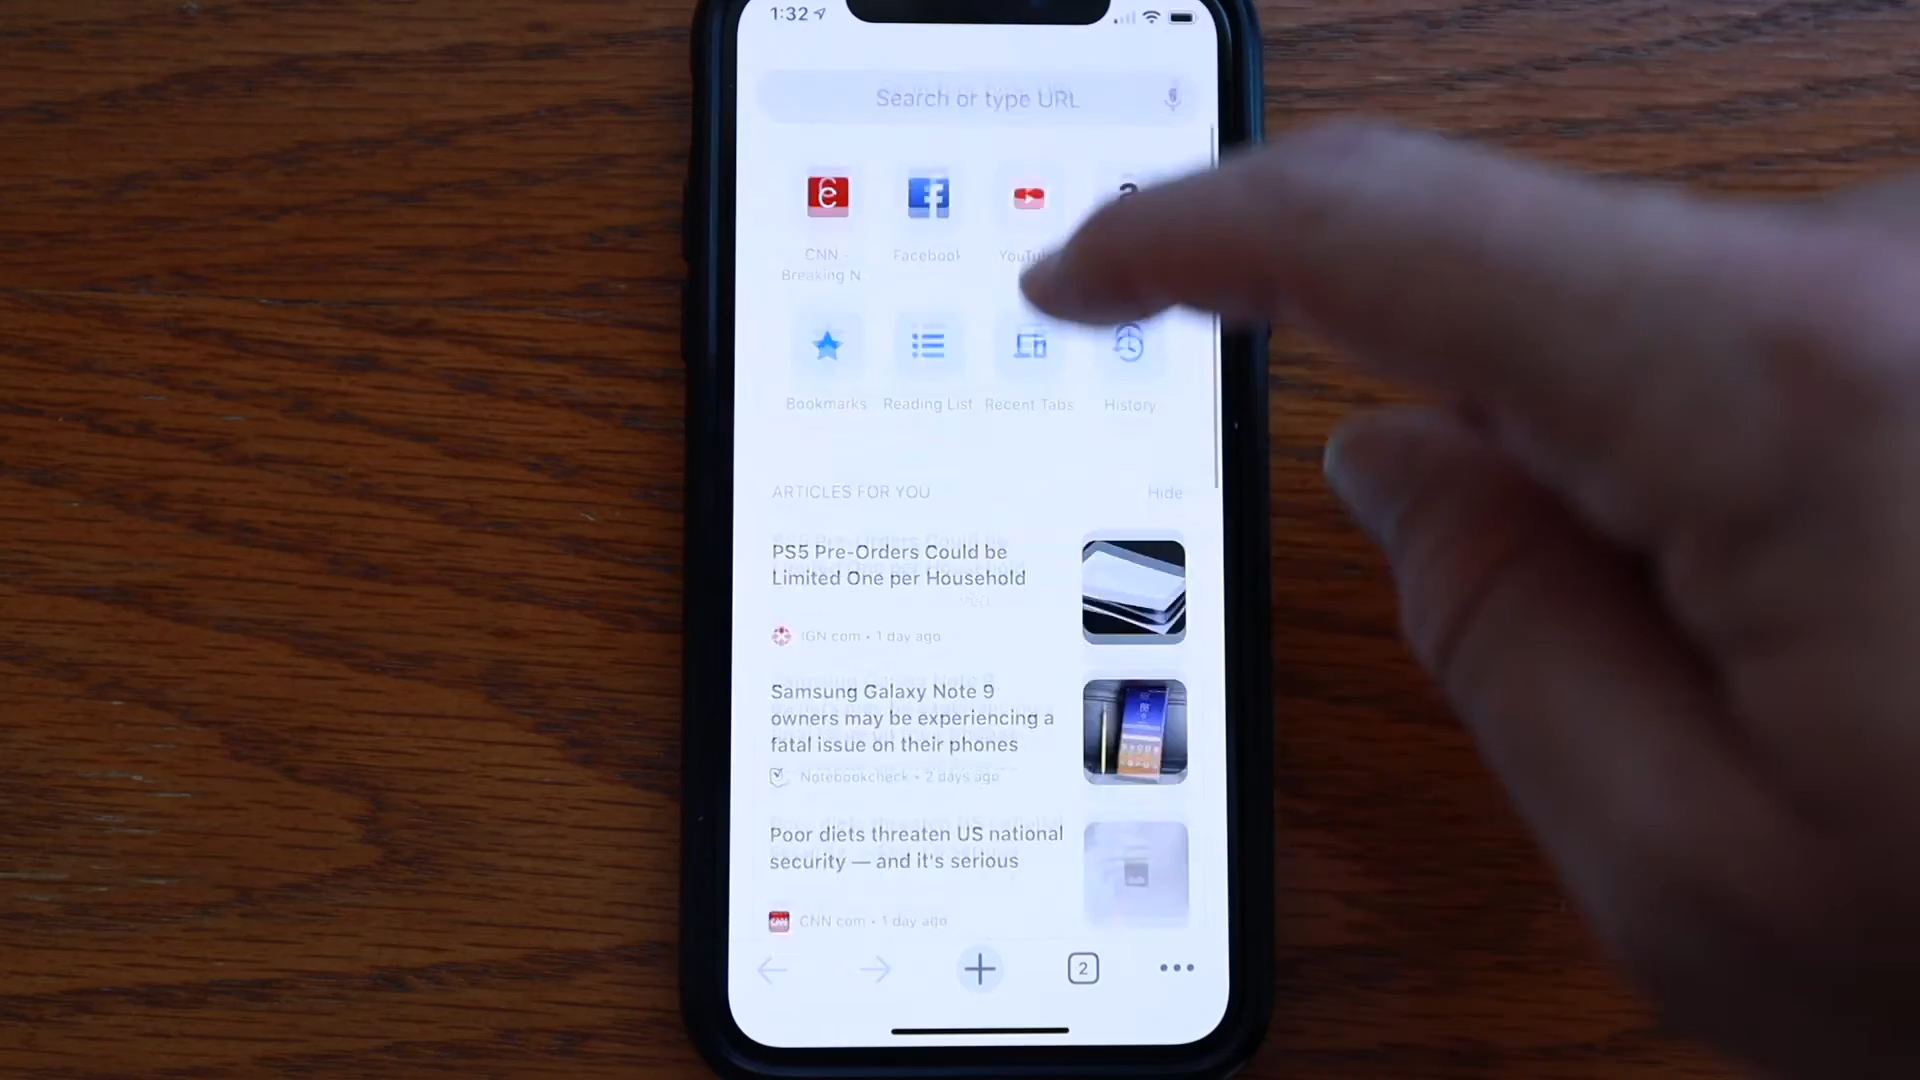 1:32
Search or type URL
CNN -
Breaking N.
Facebook
Bookmarks
Reading List
Recent Tabs
History
ARTICLES FOR YOU
Hide
PS5 Pre-Orders Could be
Limited One per Household
IGN.com • 1 day ago
Samsung Galaxy Note 9
owners may be experiencing a
fatal issue on their phones
Notebookcheck • 2 days ago
Poor diets threaten US national
security — and it's serious
CNN
CNN.com • 1 day ago
2